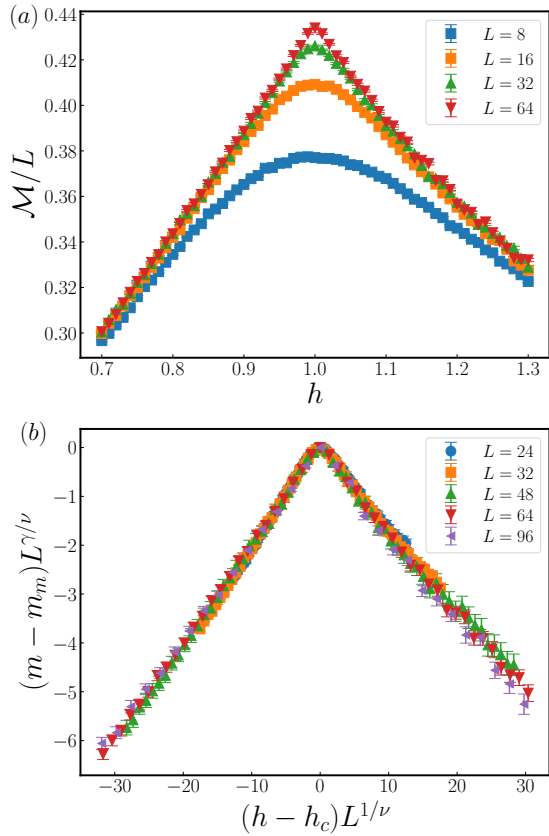 (a)
0.44
0.42
0.40
0.38
0.36
0.34
0.32
0.30
M/L
L = 8
L = 16
L = 32
L = 64
0.7 0.8 0.9 1.0 1.1 1.2 1.3
h
(b)
0
−1
−2
−3
−4
−5
−6
(m − m_m)L^{γ/ν}
L = 24
L = 32
L = 48
L = 64
L = 96
−30 −20 −10 0 10 20 30
(h − h_c)L^{1/ν}